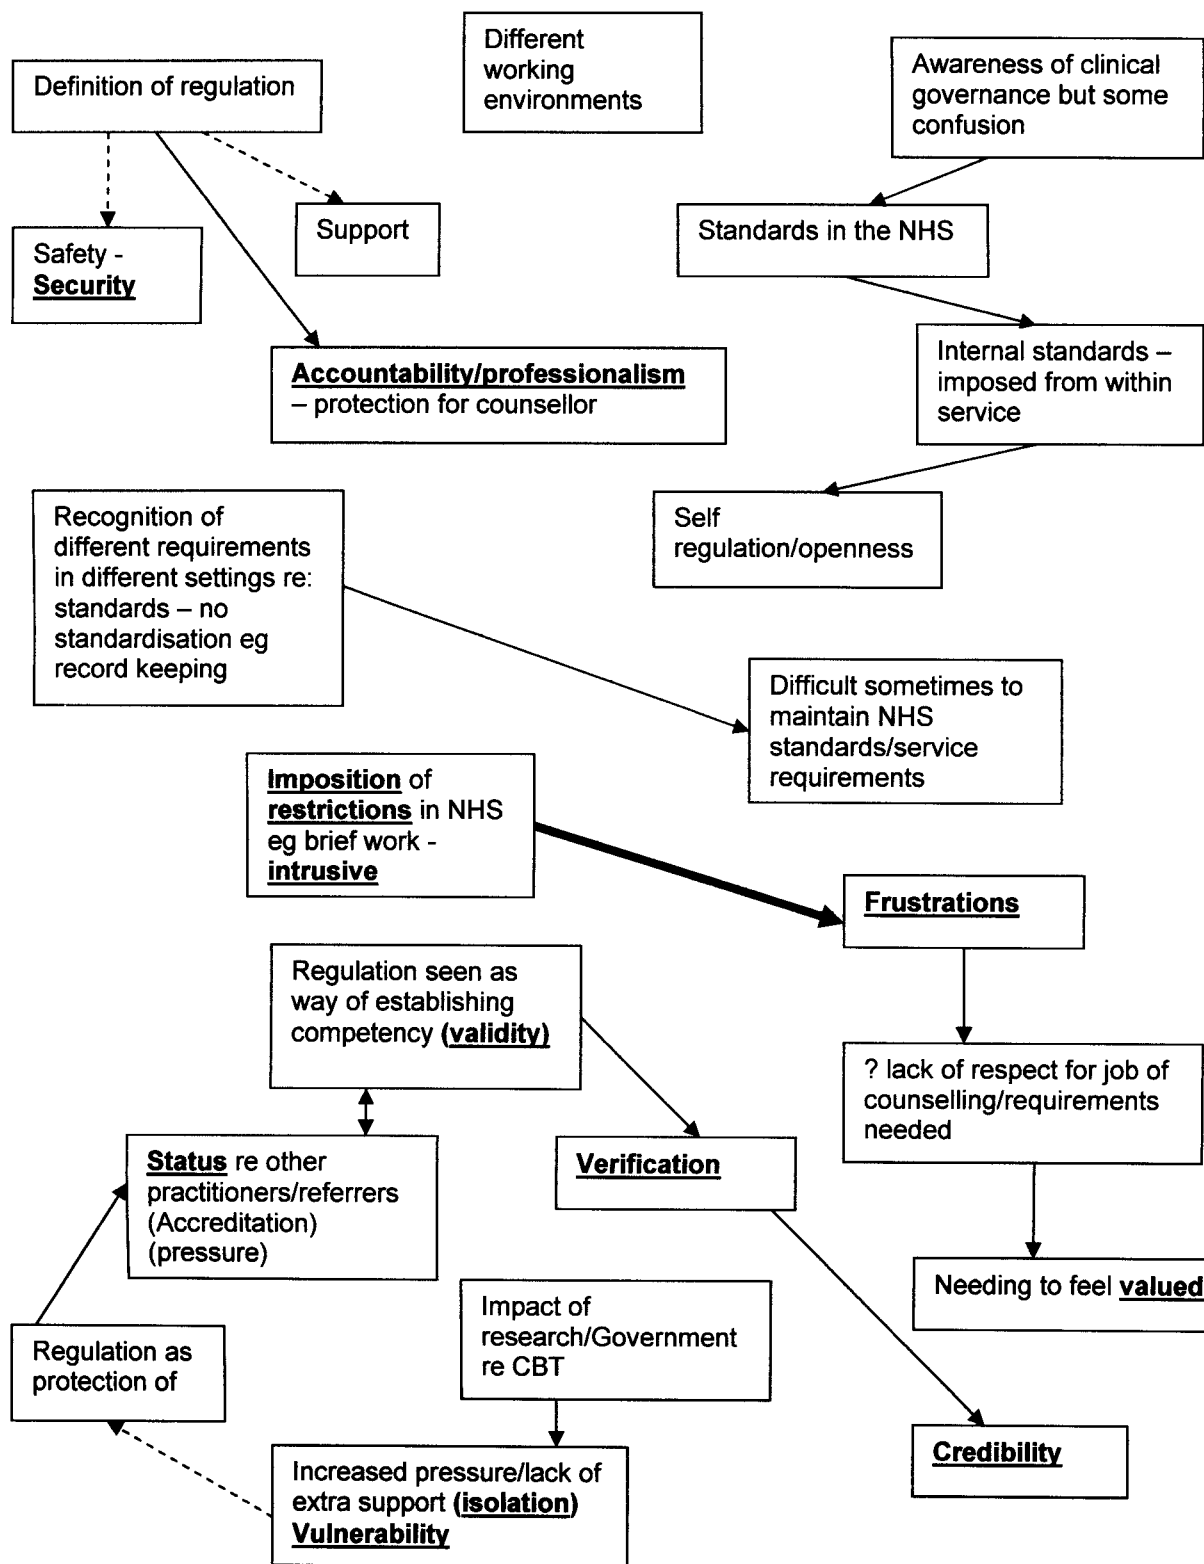 Different
working
environments
Definition of regulation
Awareness of clinical
governance but some
confusion
Support
Standards in the NHS
Safety -
Security
Internal standards –
imposed from within
service
Accountability/professionalism
– protection for counsellor
Self
regulation/openness
Recognition of
different requirements
in different settings re:
standards – no
standardisation eg
record keeping
Difficult sometimes to
maintain NHS
standards/service
requirements
Imposition of
restrictions in NHS
eg brief work -
intrusive
Frustrations
Regulation seen as
way of establishing
competency (validity)
? lack of respect for job of
counselling/requirements
needed
Status re other
practitioners/referrers
(Accreditation)
(pressure)
Verification
Needing to feel valued
Impact of
research/Government
re CBT
Regulation as
protection of
Credibility
Increased pressure/lack of
extra support (isolation)
Vulnerability